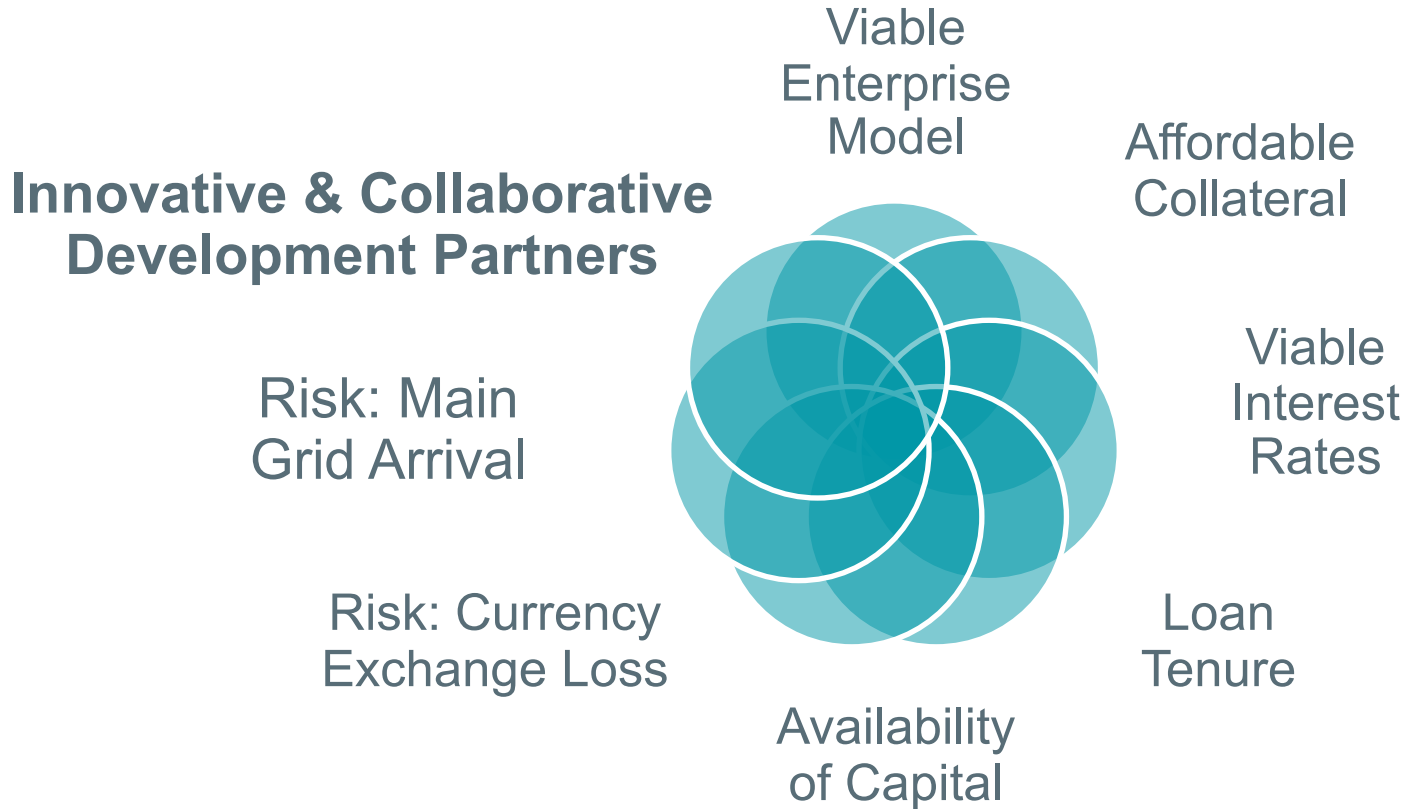 Viable
Enterprise
Model
Affordable
Collateral
Viable
Interest
Rates
Loan
Tenure
Availability
of Capital
Risk: Currency
Exchange Loss
Risk: Main
Grid Arrival
Innovative & Collaborative
Development Partners